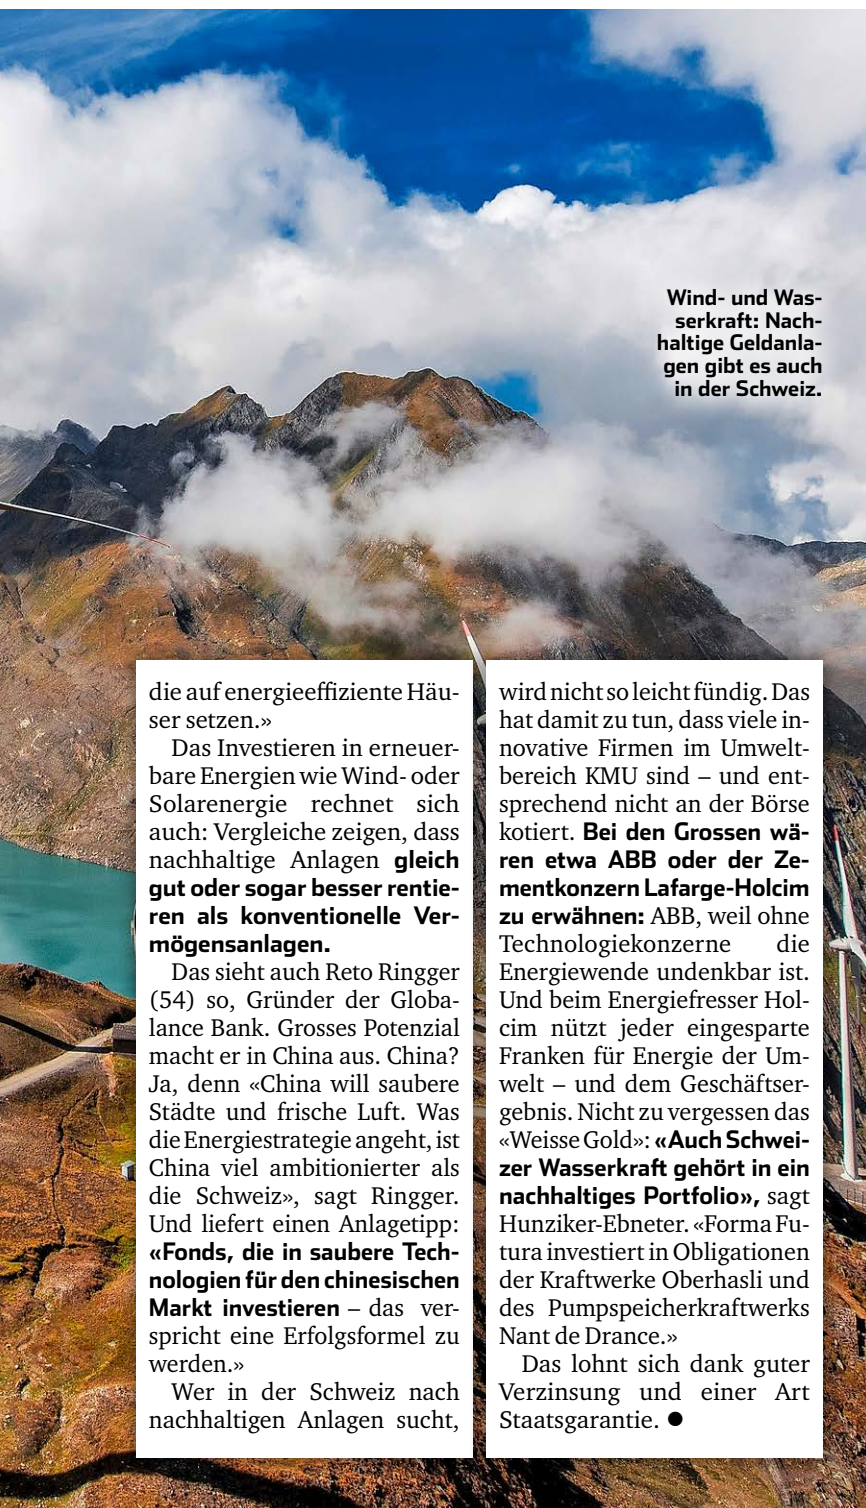 Wind- und Was-
serkraft: Nach-
haltige Geldanla-
gen gibt es auch
in der Schweiz.
die auf energieeffiziente Häu-
ser setzen.»
Das Investieren in erneuer-
bare Energien wie Wind- oder
Solarenergie rechnet sich
auch: Vergleiche zeigen, dass
nachhaltige Anlagen gleich
gut oder sogar besser rentie-
ren als konventionelle Ver-
mögensanlagen.
Das sieht auch Reto Ringger
(54) so, Gründer der Globa-
lance Bank. Grosses Potenzial
macht er in China aus. China?
Ja, denn «China will saubere
Städte und frische Luft. Was
die Energiestrategie angeht, ist
China viel ambitionierter als
die Schweiz», sagt Ringger.
Und liefert einen Anlagetipp:
«Fonds, die in saubere Tech-
nologien für den chinesischen
Markt investieren – das ver-
spricht eine Erfolgsformel zu
werden.»
Wer in der Schweiz nach
nachhaltigen Anlagen sucht,
wird nicht so leicht fündig. Das
hat damit zu tun, dass viele in-
novative Firmen im Umwelt-
bereich KMU sind – und ent-
sprechend nicht an der Börse
kotiert. Bei den Grossen wä-
ren etwa ABB oder der Ze-
mentkonzern Lafarge-Holcim
zu erwähnen: ABB, weil ohne
Technologiekonzerne die
Energiewende undenkbar ist.
Und beim Energiefresser Hol-
cim nützt jeder eingesparte
Franken für Energie der Um-
welt – und dem Geschäftser-
gebnis. Nicht zu vergessen das
«Weisse Gold»: «Auch Schwei-
zer Wasserkraft gehört in ein
nachhaltiges Portfolio», sagt
Hunziker-Ebneter. «Forma Fu-
tura investiert in Obligationen
der Kraftwerke Oberhasli und
des Pumpspeicherkraftwerks
Nant de Drance.»
Das lohnt sich dank guter
Verzinsung und einer Art
Staatsgarantie. ●